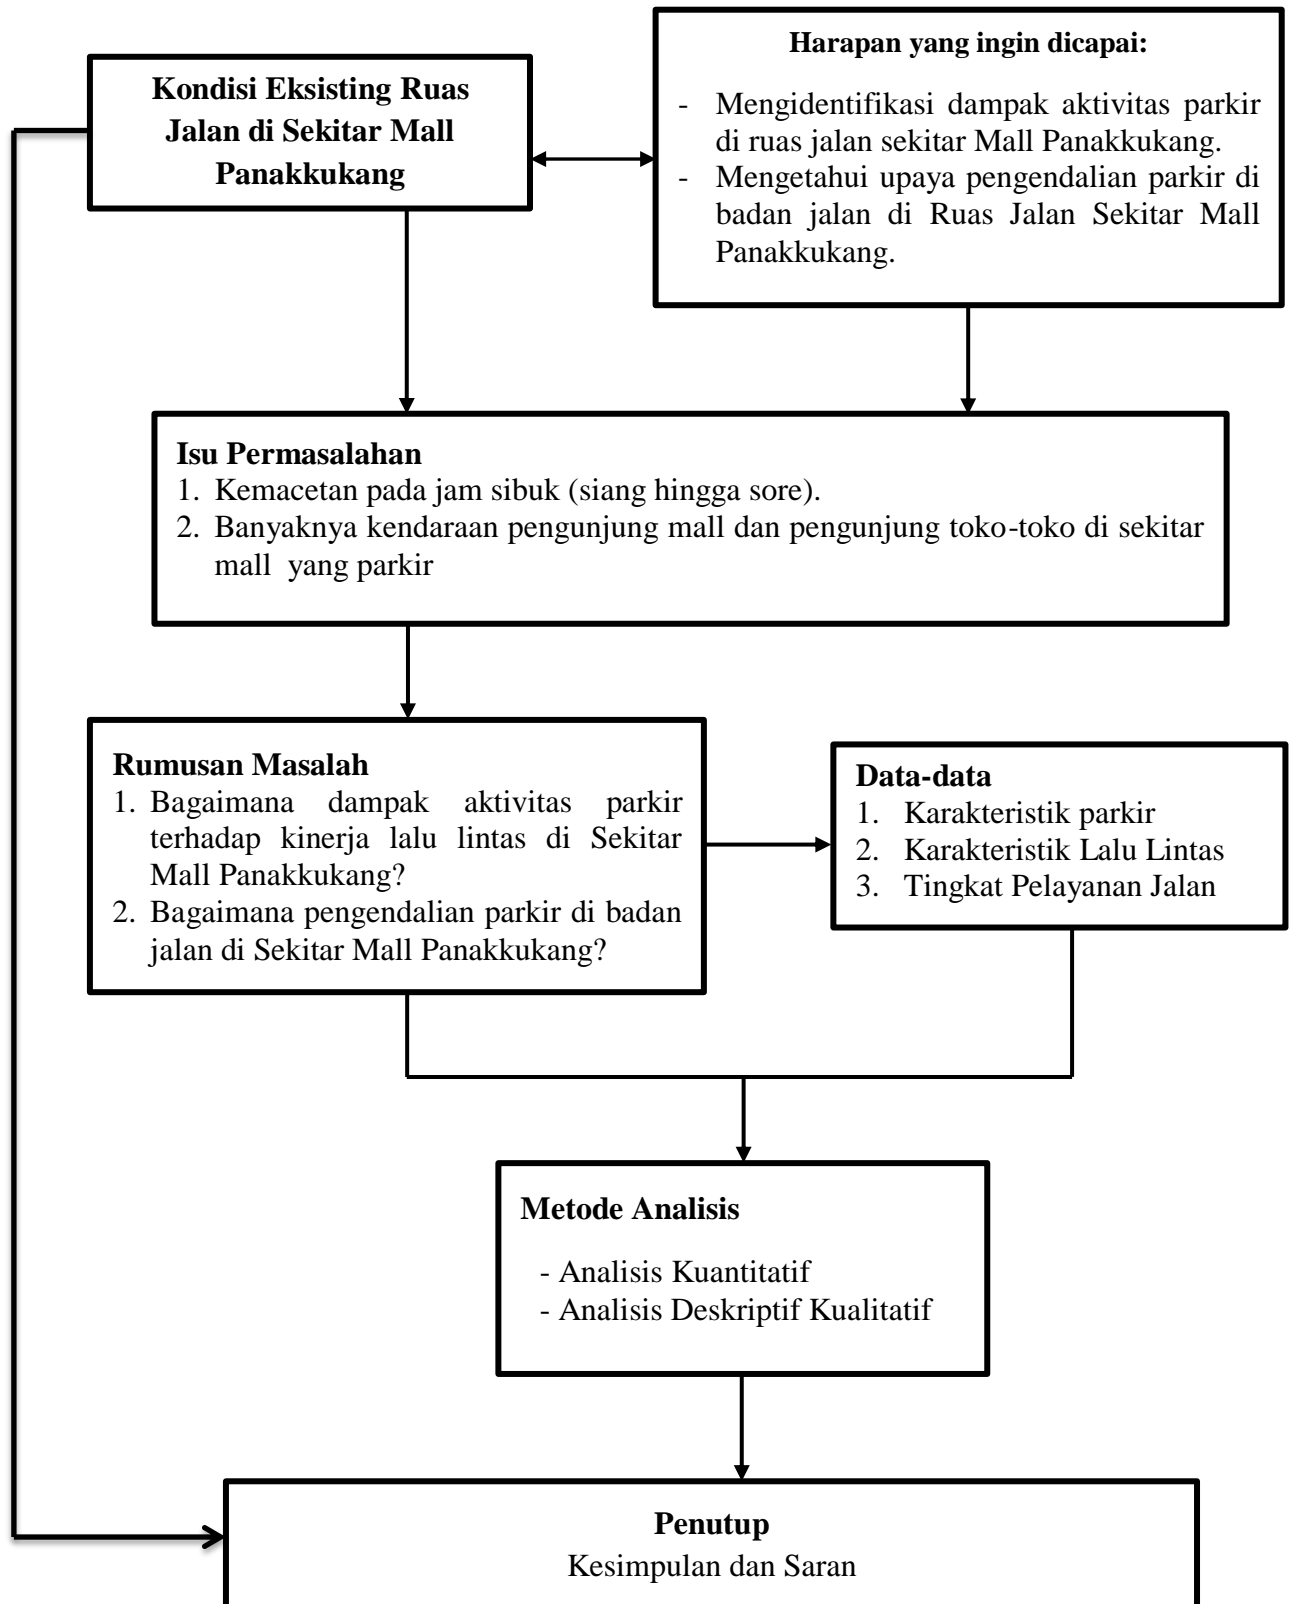 Kondisi Eksisting Ruas
Jalan di Sekitar Mall
Panakkukang
Harapan yang ingin dicapai:
- Mengidentifikasi dampak aktivitas parkir
di ruas jalan sekitar Mall Panakkukang.
- Mengetahui upaya pengendalian parkir di
badan jalan di Ruas Jalan Sekitar Mall
Panakkukang.
Isu Permasalahan
1. Kemacetan pada jam sibuk (siang hingga sore).
2. Banyaknya kendaraan pengunjung mall dan pengunjung toko-toko di sekitar
mall yang parkir
Rumusan Masalah
1. Bagaimana dampak aktivitas parkir
terhadap kinerja lalu lintas di Sekitar
Mall Panakkukang?
2. Bagaimana pengendalian parkir di badan
jalan di Sekitar Mall Panakkukang?
Data-data
1. Karakteristik parkir
2. Karakteristik Lalu Lintas
3. Tingkat Pelayanan Jalan
Metode Analisis
- Analisis Kuantitatif
- Analisis Deskriptif Kualitatif
Penutup
Kesimpulan dan Saran